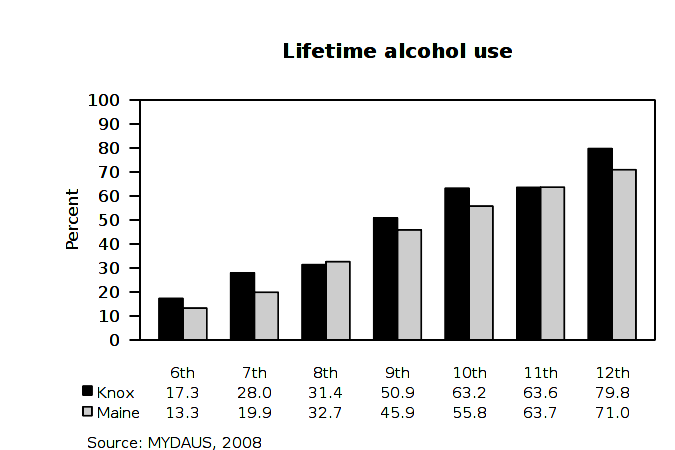 Lifetime alcohol use
100
90
80
70
60
50
40
30
20
10
0
Percent
6th 7th 8th 9th 10th 11th 12th
Knox 17.3 28.0 31.4 50.9 63.2 63.6 79.8
Maine 13.3 19.9 32.7 45.9 55.8 63.7 71.0
Source: MYDAUS, 2008